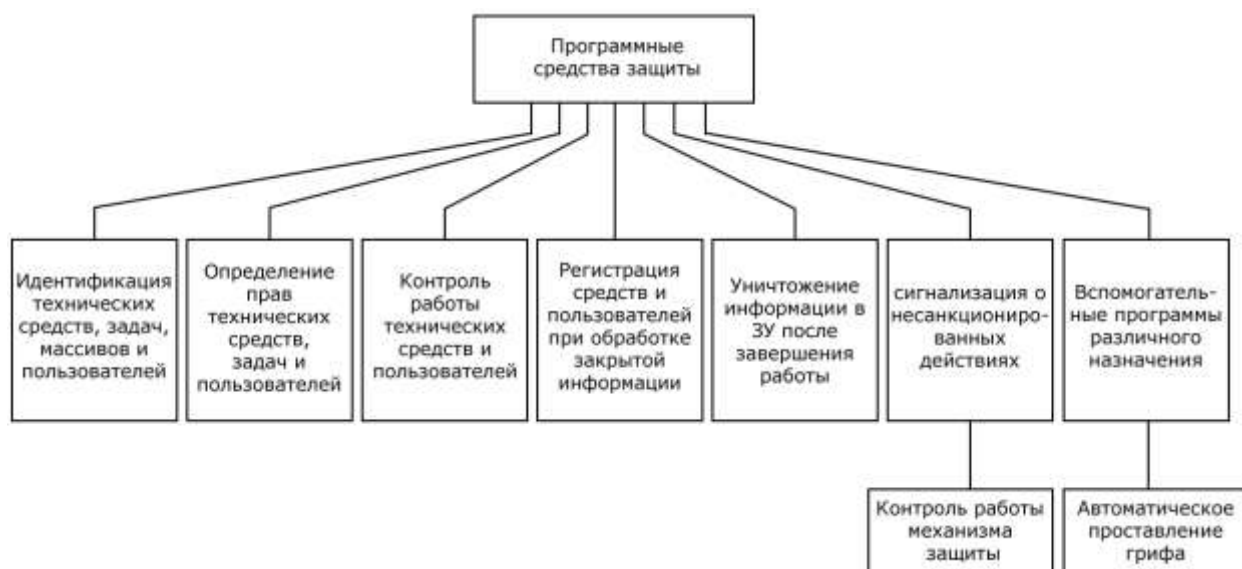 Программные
средства защиты
Идентификация
технических
средств, задач,
массивов и
пользователей
Определение
прав
технических
средств,
задач и
пользователей
Контроль
работы
технических
средств и
пользователей
Регистрация
средств и
пользователей
при обработке
закрытой
информации
Уничтожение
информации в
ЗУ после
завершения
работы
сигнализация о
несанкциониро-
ванных
действиях
Вспомогатель-
ные программы
различного
назначения
Контроль работы
механизма
защиты
Автоматическое
проставление
грифа